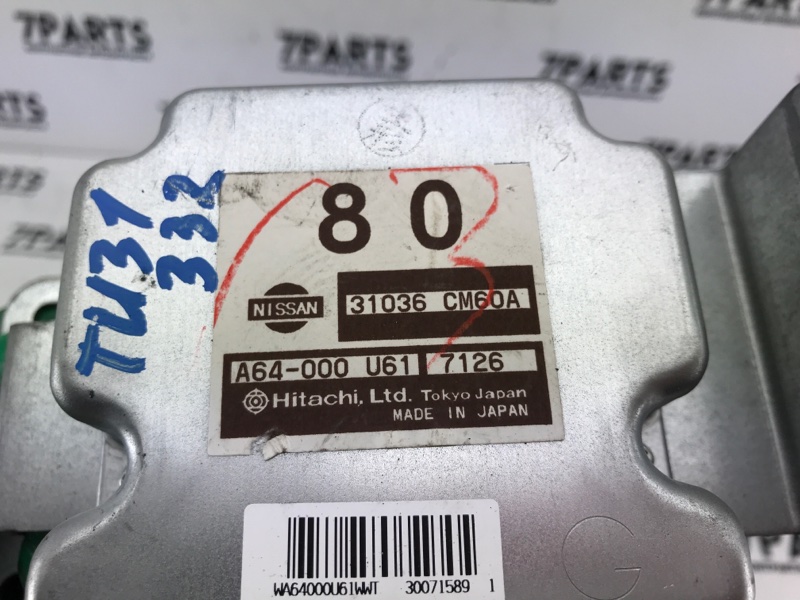 7PARTS
7PARTS
7PARTS
TU31
332
80
NISSAN
31036 CM60A
A64-000 U61 7126
Hitachi, Ltd. Tokyo Japan
MADE IN JAPAN
WA64000U61WWT 30071589 1
G